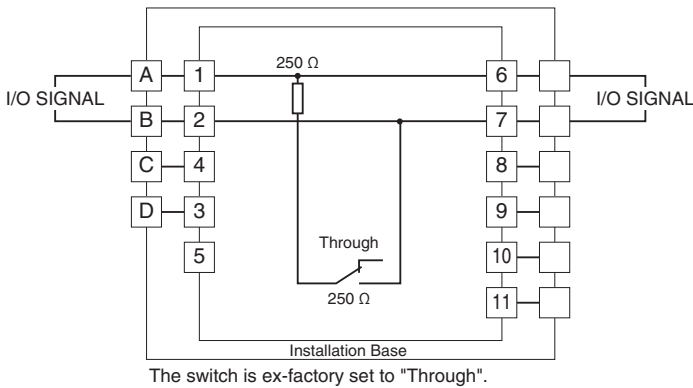 250 Ω
A 1 6
I/O SIGNAL I/O SIGNAL
B 2 7
C 4 8
D 3 9
Through
5 10
250 Ω
11
Installation Base
The switch is ex-factory set to "Through".